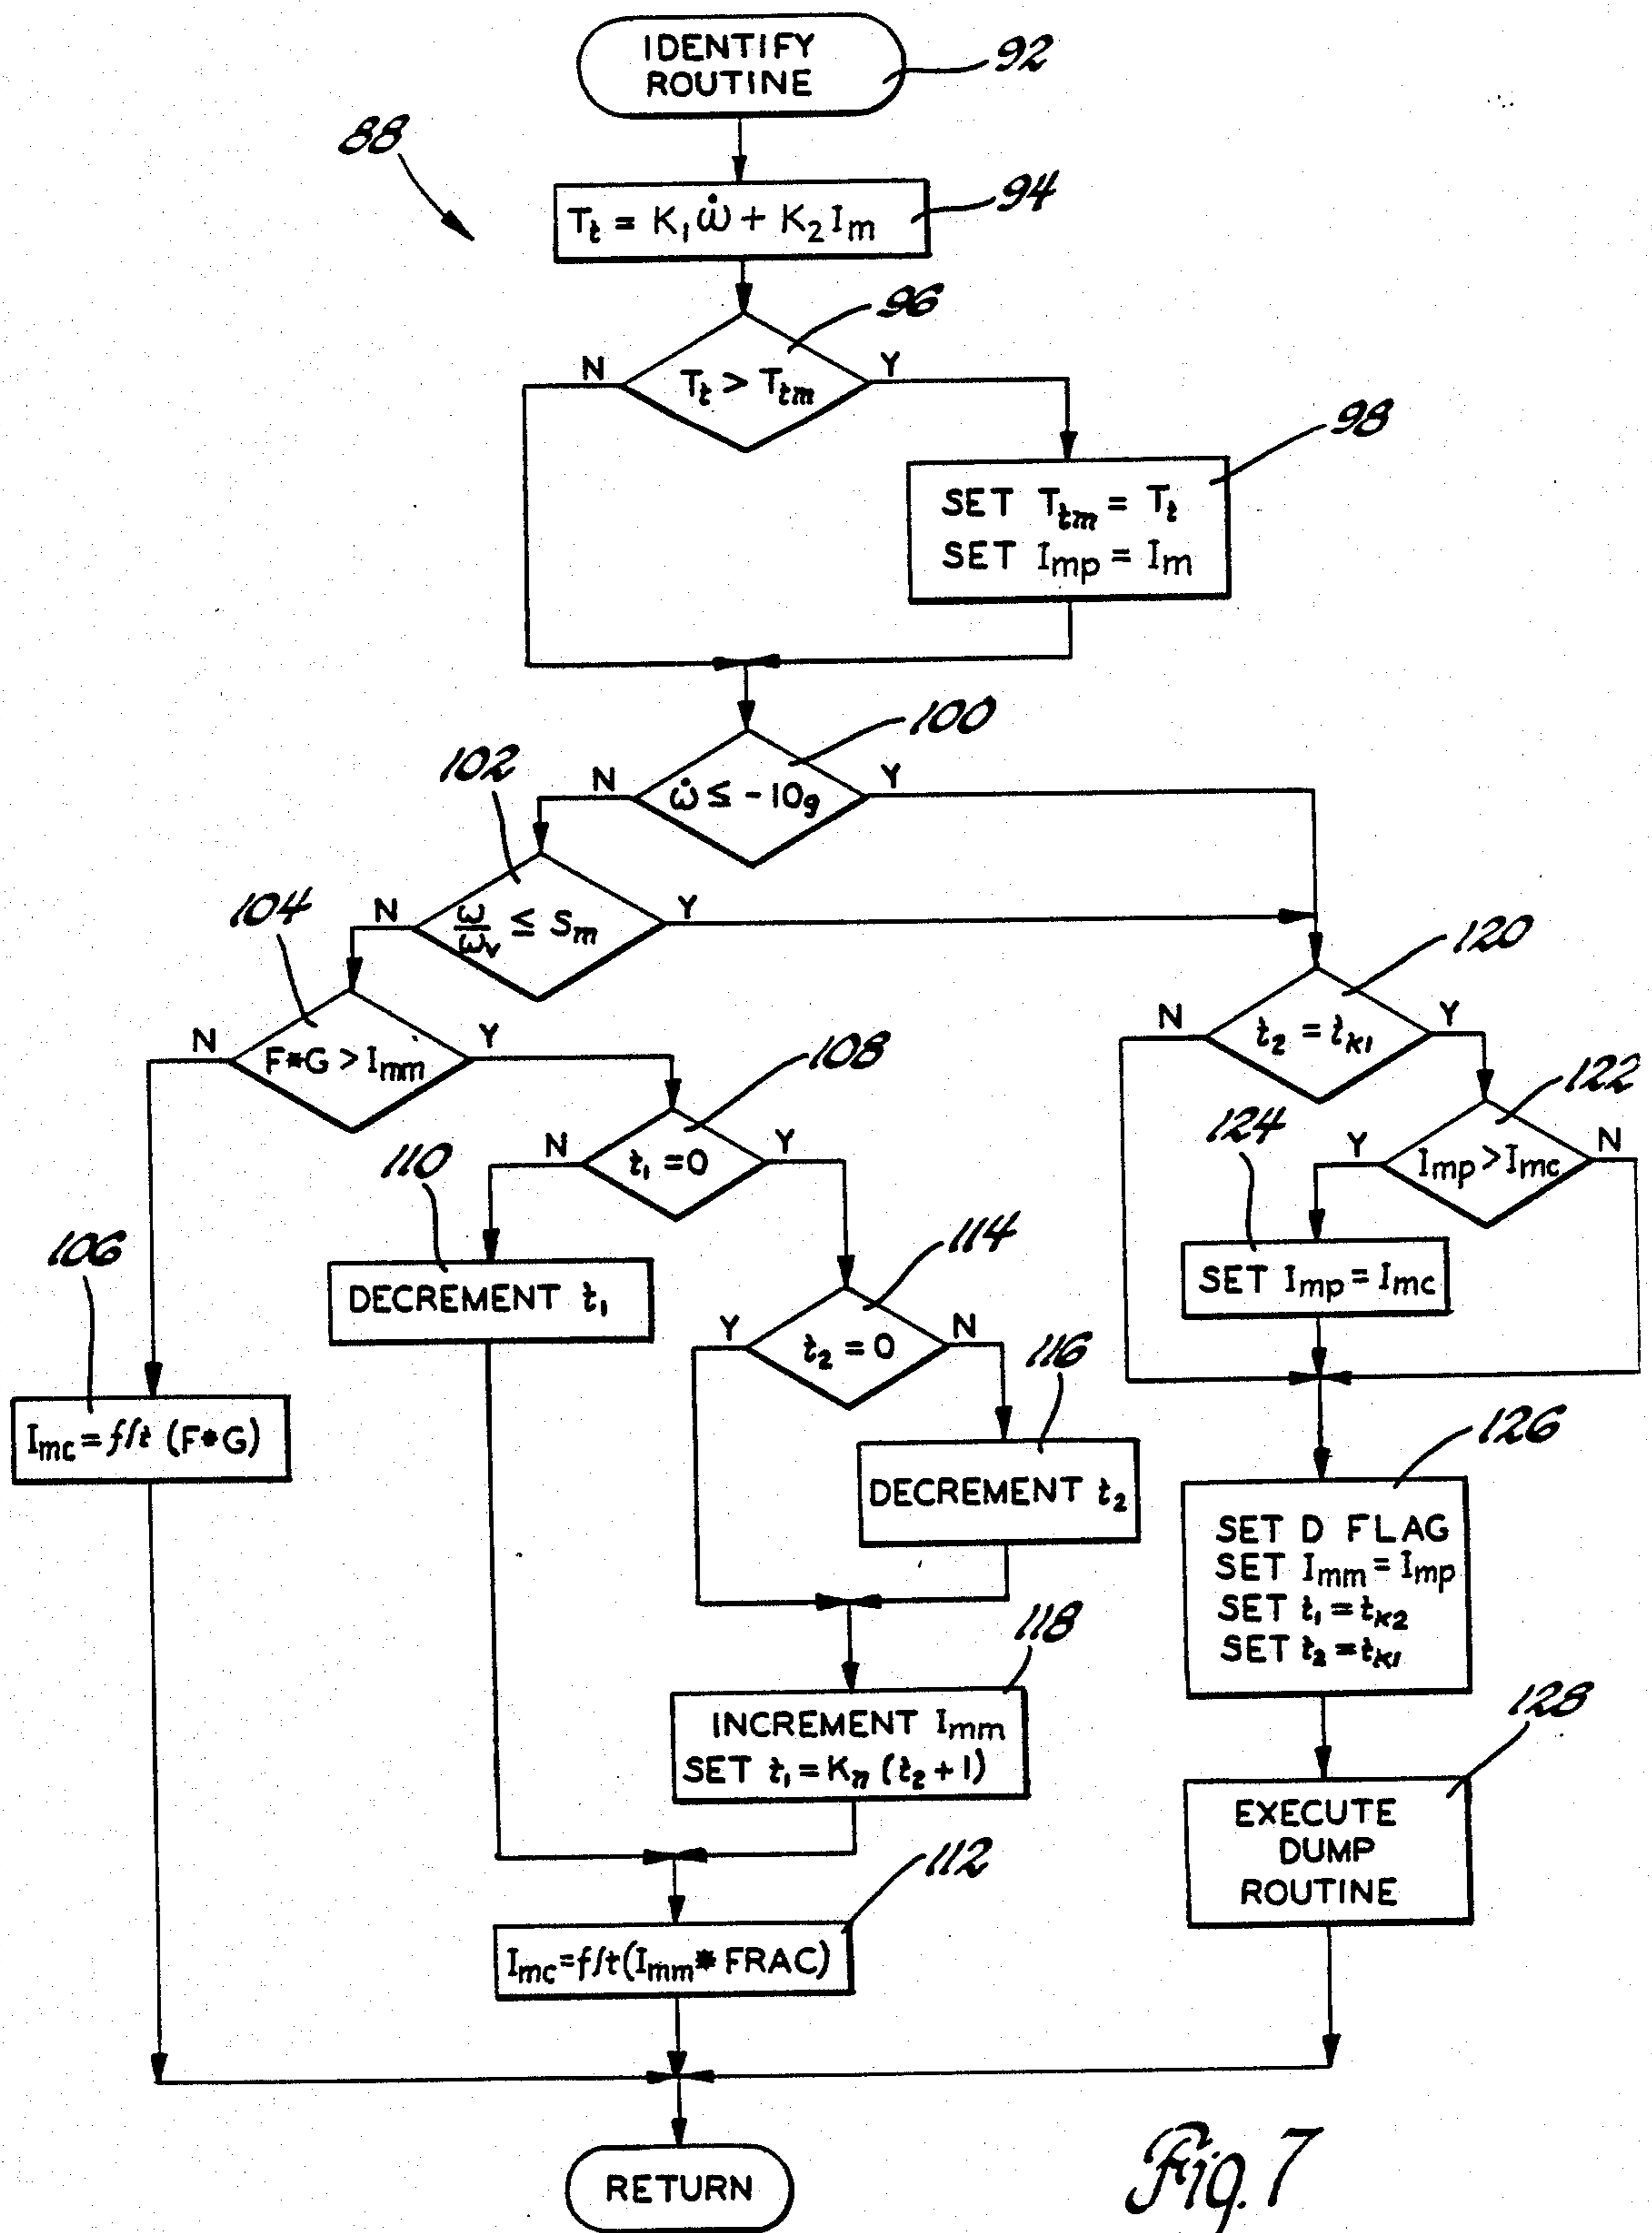 IDENTIFY
ROUTINE
92
88
94
Tt = K1ω̇ + K2Im
96
N
Y
Tt > Ttm
98
SET Ttm = Tt
SET Imp = Im
100
102
N
Y
ω̇ ≤ -10g
104
N
Y
ω/ωv ≤ Sm
120
N
Y
N
Y
F*G > Imm
t2 = tK1
108
122
124
110
N
Y
t1 = 0
Y
N
Imp > Imc
106
114
DECREMENT t1
SET Imp = Imc
Y
N
t2 = 0
116
Imc = f/t (F*G)
126
DECREMENT t2
SET D FLAG
SET Imm = Imp
SET t1 = tK2
SET t2 = tK1
118
INCREMENT Imm
SET t1 = Kn (t2 + 1)
128
EXECUTE
DUMP
ROUTINE
112
Imc = f/t (Imm * FRAC)
RETURN
Fig. 7